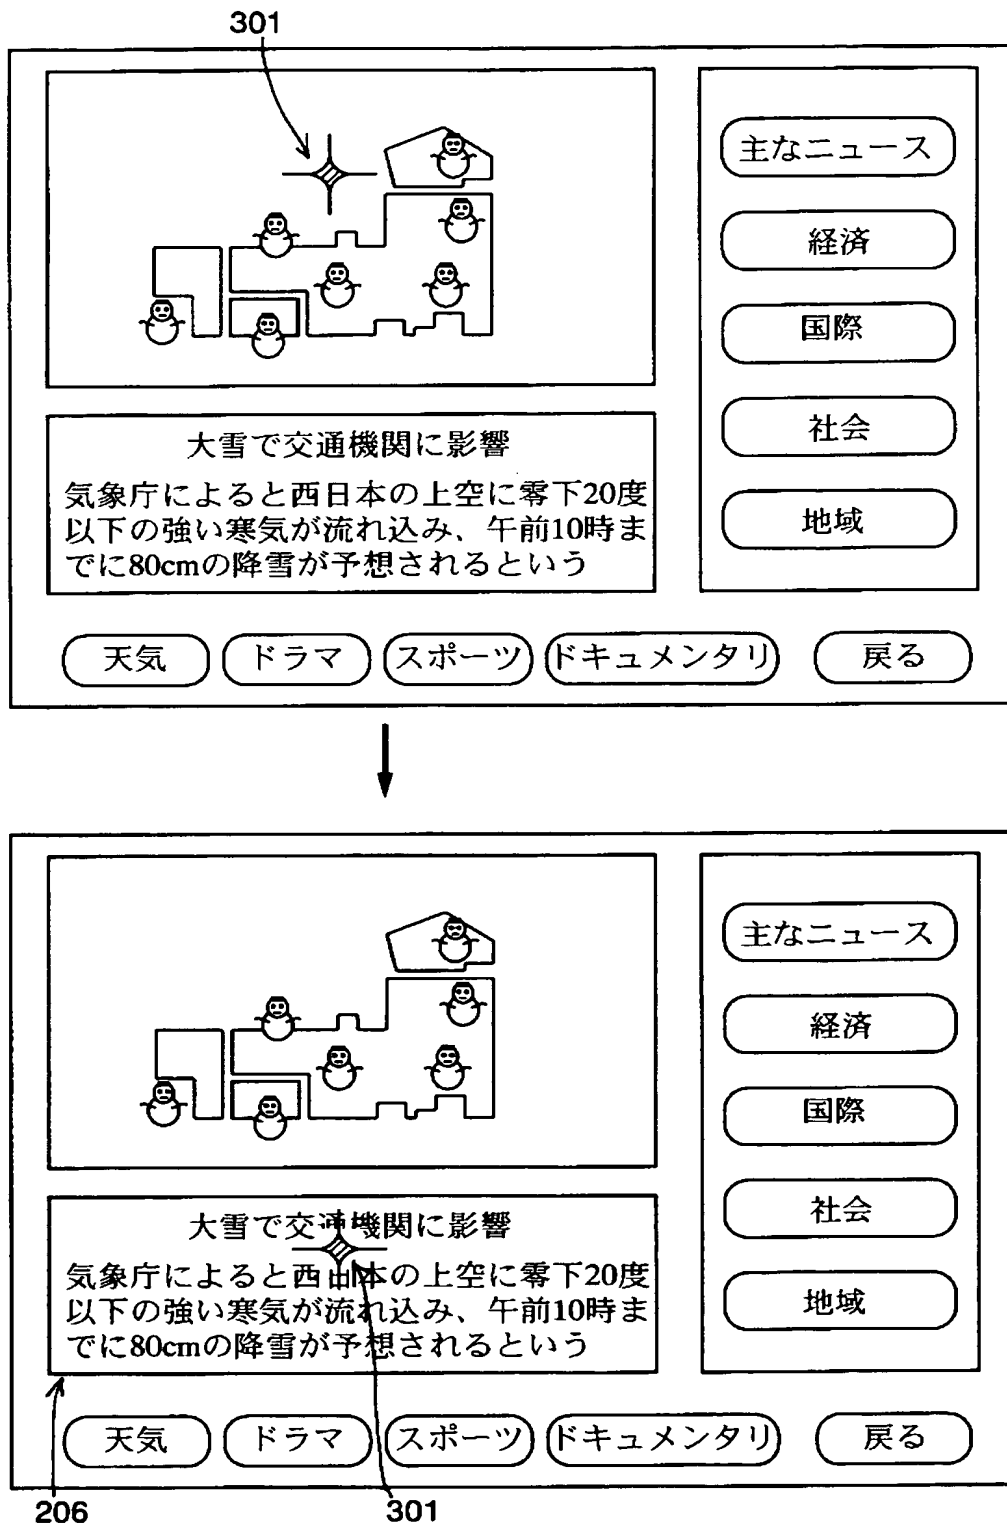 301
主なニュース
経済
国際
社会
地域
大雪で交通機関に影響
気象庁によると西日本の上空に零下20度
以下の強い寒気が流れ込み、午前10時ま
でに80cmの降雪が予想されるという
天気
ドラマ
スポーツ
ドキュメンタリ
戻る
主なニュース
経済
国際
社会
地域
大雪で交通機関に影響
気象庁によると西日本の上空に零下20度
以下の強い寒気が流れ込み、午前10時ま
でに80cmの降雪が予想されるという
天気
ドラマ
スポーツ
ドキュメンタリ
戻る
206
301